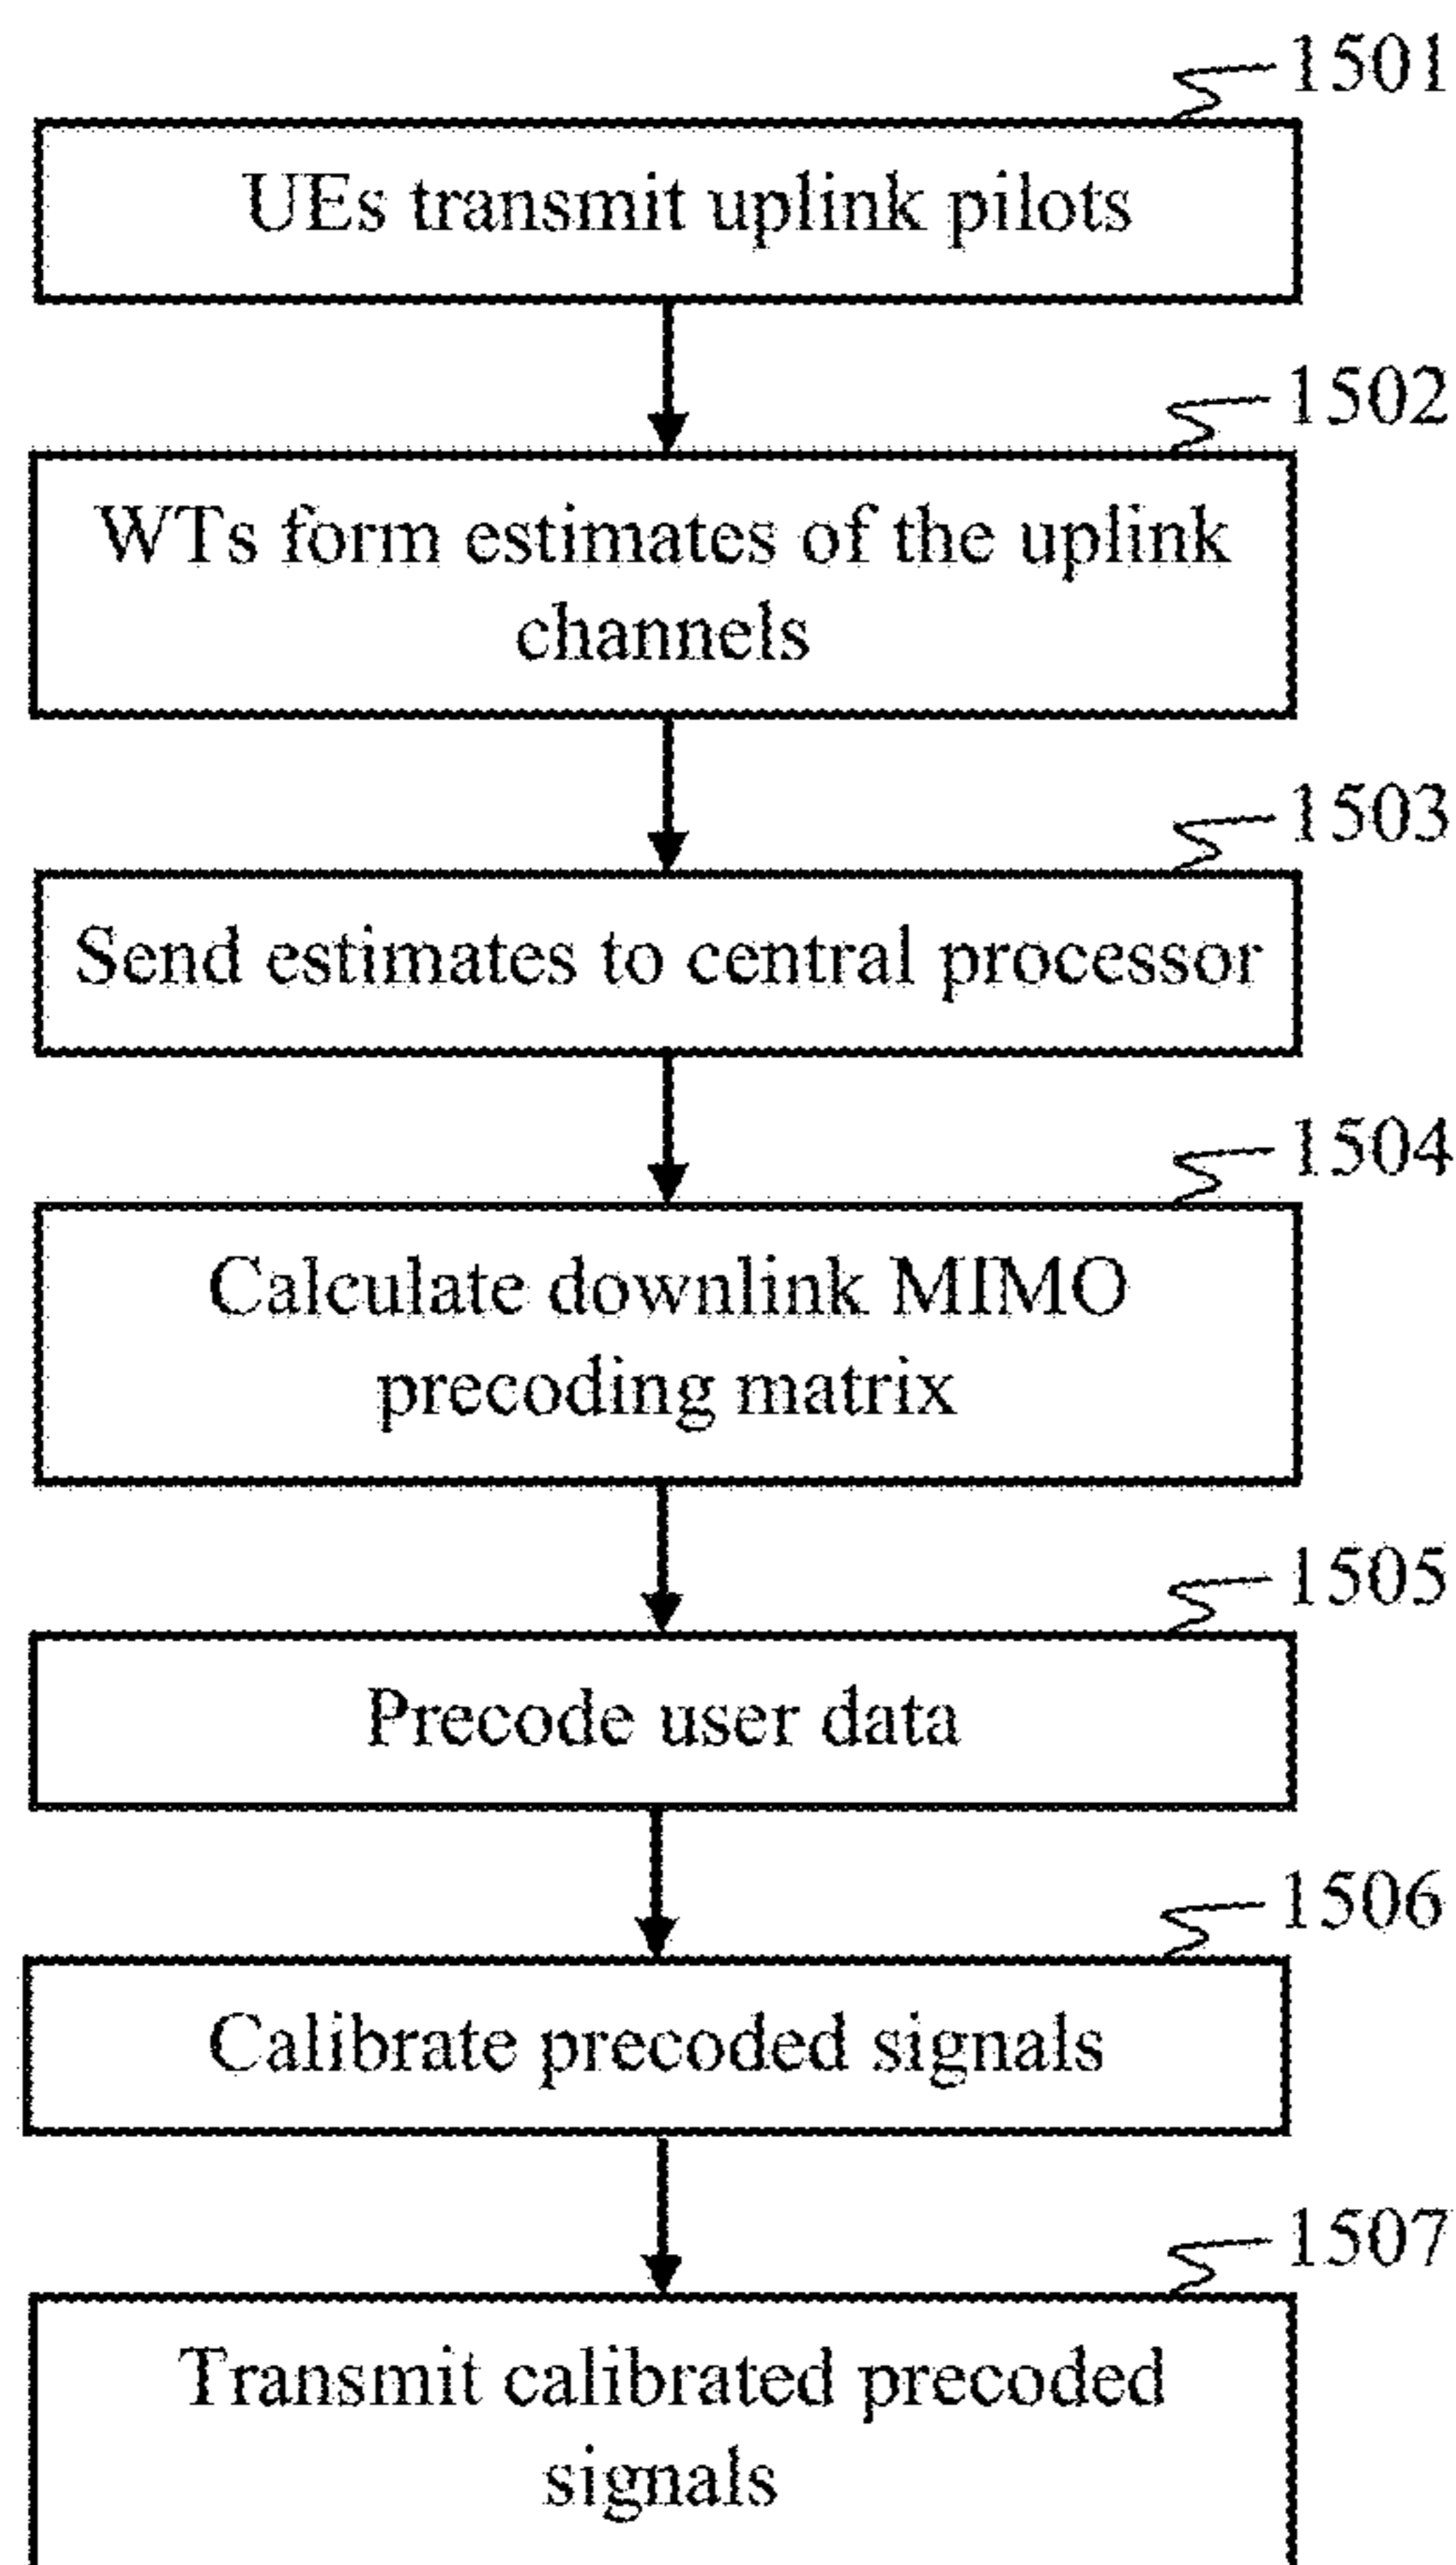 1501
UEs transmit uplink pilots
1502
WTs form estimates of the uplink
channels
1503
Send estimates to central processor
1504
Calculate downlink MIMO
precoding matrix
1505
Precode user data
1506
Calibrate precoded signals
1507
Transmit calibrated precoded
signals